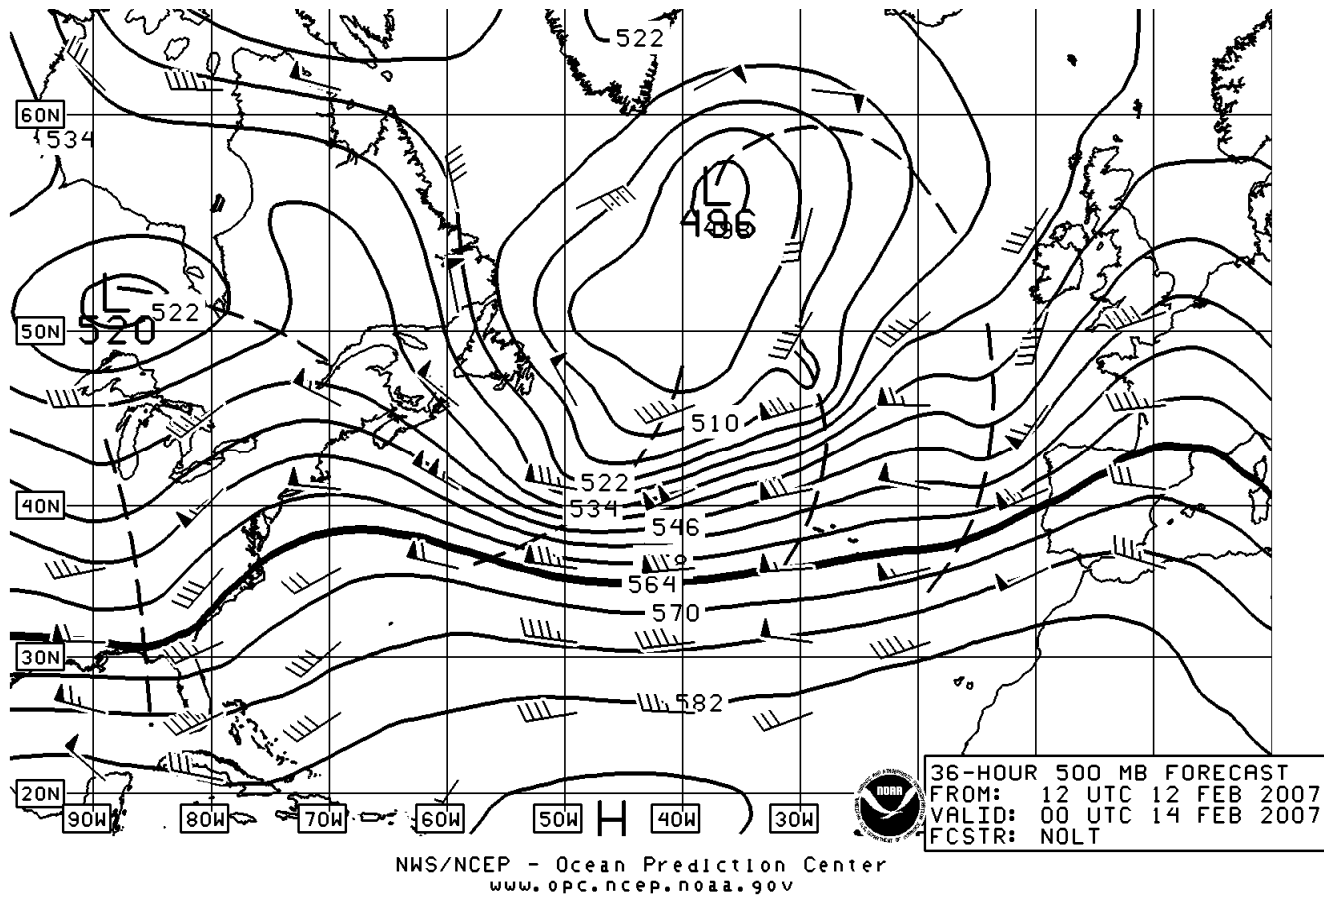 522
60N
534
L
486
L
522
520
50N
510
522
534
40N
546
564
570
30N
582
20N
90W
80W
70W
60W
50W
H
40W
30W
NOAA
36-HOUR 500 MB FORECAST
FROM: 12 UTC 12 FEB 2007
VALID: 00 UTC 14 FEB 2007
FCSTR: NOLT
NWS/NCEP - Ocean Prediction Center
www.opc.ncep.noaa.gov